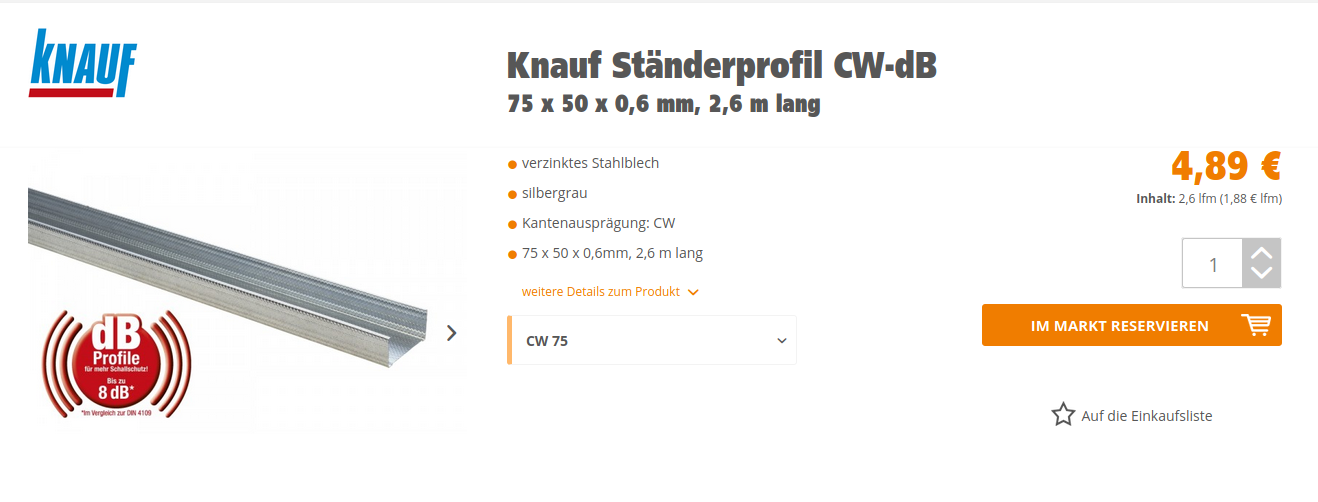 KNAUF
Knauf Ständerprofil CW-dB
75 x 50 x 0,6 mm, 2,6 m lang
verzinktes Stahlblech
silbergrau
Kantenausprägung: CW
75 x 50 x 0,6mm, 2,6 m lang
weitere Details zum Produkt
CW 75
4,89 €
Inhalt: 2,6 lfm (1,88 € lfm)
1
IM MARKT RESERVIEREN
Auf die Einkaufsliste
dB
Profile
für mehr Schallschutz!
Bis zu
8 dB*
*Im Vergleich zur DIN 4109